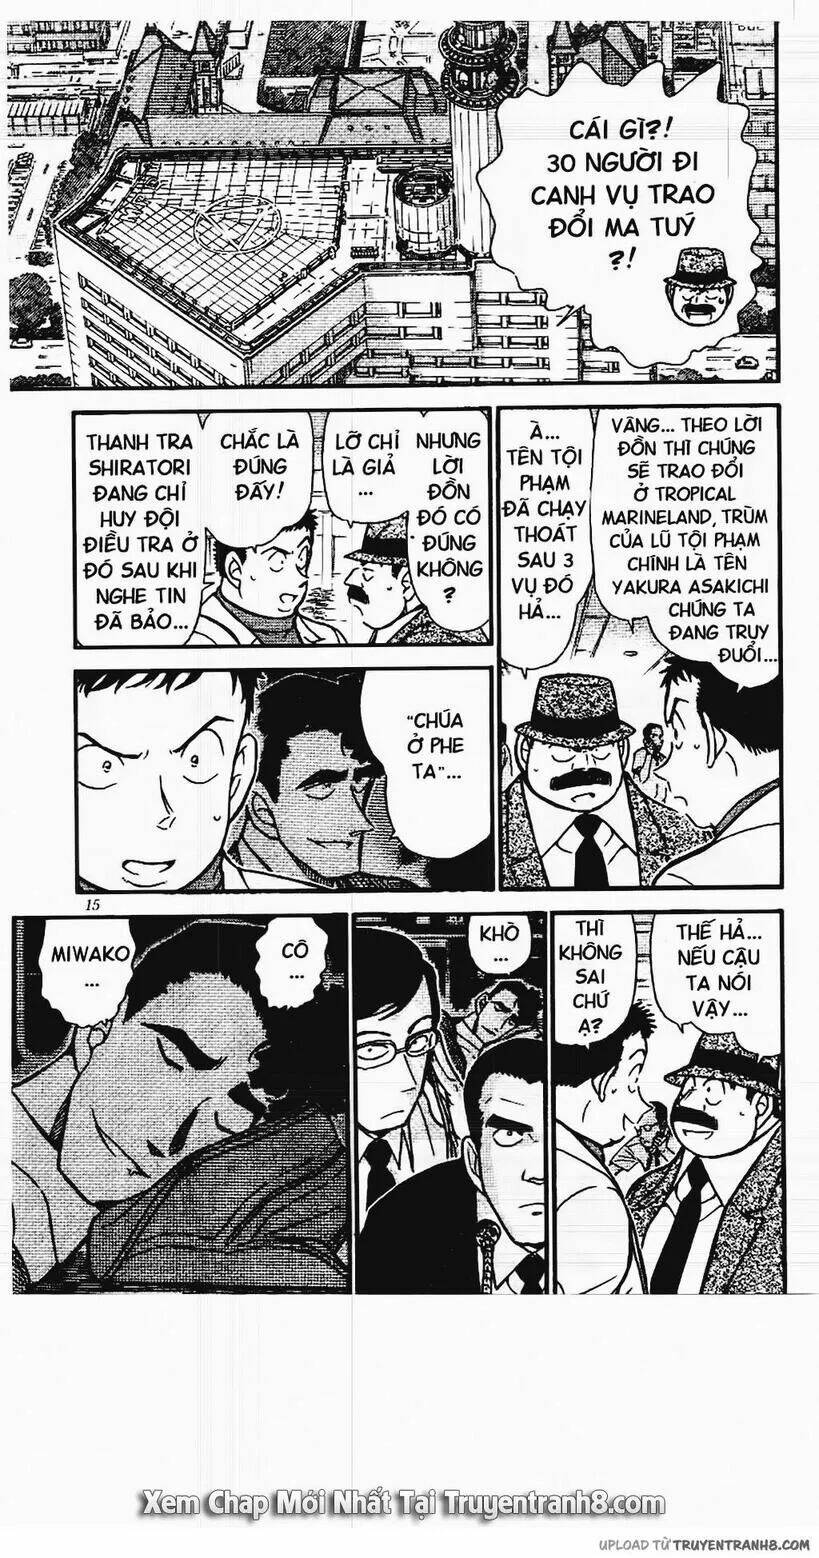 CÁI GÌ?!
30 NGƯỜI ĐI
CANH VỤ TRAO
ĐỔI MA TUÝ
?!
VÂNG... THEO LỜI
ĐỒN THÌ CHÚNG
SẼ TRAO ĐỔI
Ở TROPICAL
MARINELAND, TRÙM
CỦA LŨ TỘI PHẠM
CHÍNH LÀ TÊN
YAKURA ASAKICHI
CHÚNG TA
ĐANG TRUY
ĐUỔI...
À...
TÊN TỘI
PHẠM
ĐÃ CHẠY
THOÁT
SAU 3
VỤ ĐÓ
HẢ...
NHƯNG
LỜI
ĐỒN
ĐÓ CÓ
ĐÚNG
KHÔNG
?
LỠ CHỈ
LÀ GIẢ
...
CHẮC LÀ
ĐÚNG
ĐẤY!
THANH TRA
SHIRATORI
ĐANG CHỈ
HUY ĐỘI
ĐIỀU TRA Ở
ĐÓ SAU KHI
NGHE TIN
ĐÃ BẢO...
"CHÚA
Ở PHE
TA"...
15
THẾ HẢ...
NẾU CẬU
TA NÓI
VẬY...
THÌ
KHÔNG
SAI
CHỨ
Ạ?
KHÒ
...
CÔ
...
MIWAKO
...
Xem Chap Mới Nhất Tại Truyentranh8.com
UPLOAD TỪ TRUYENTRANH8.COM